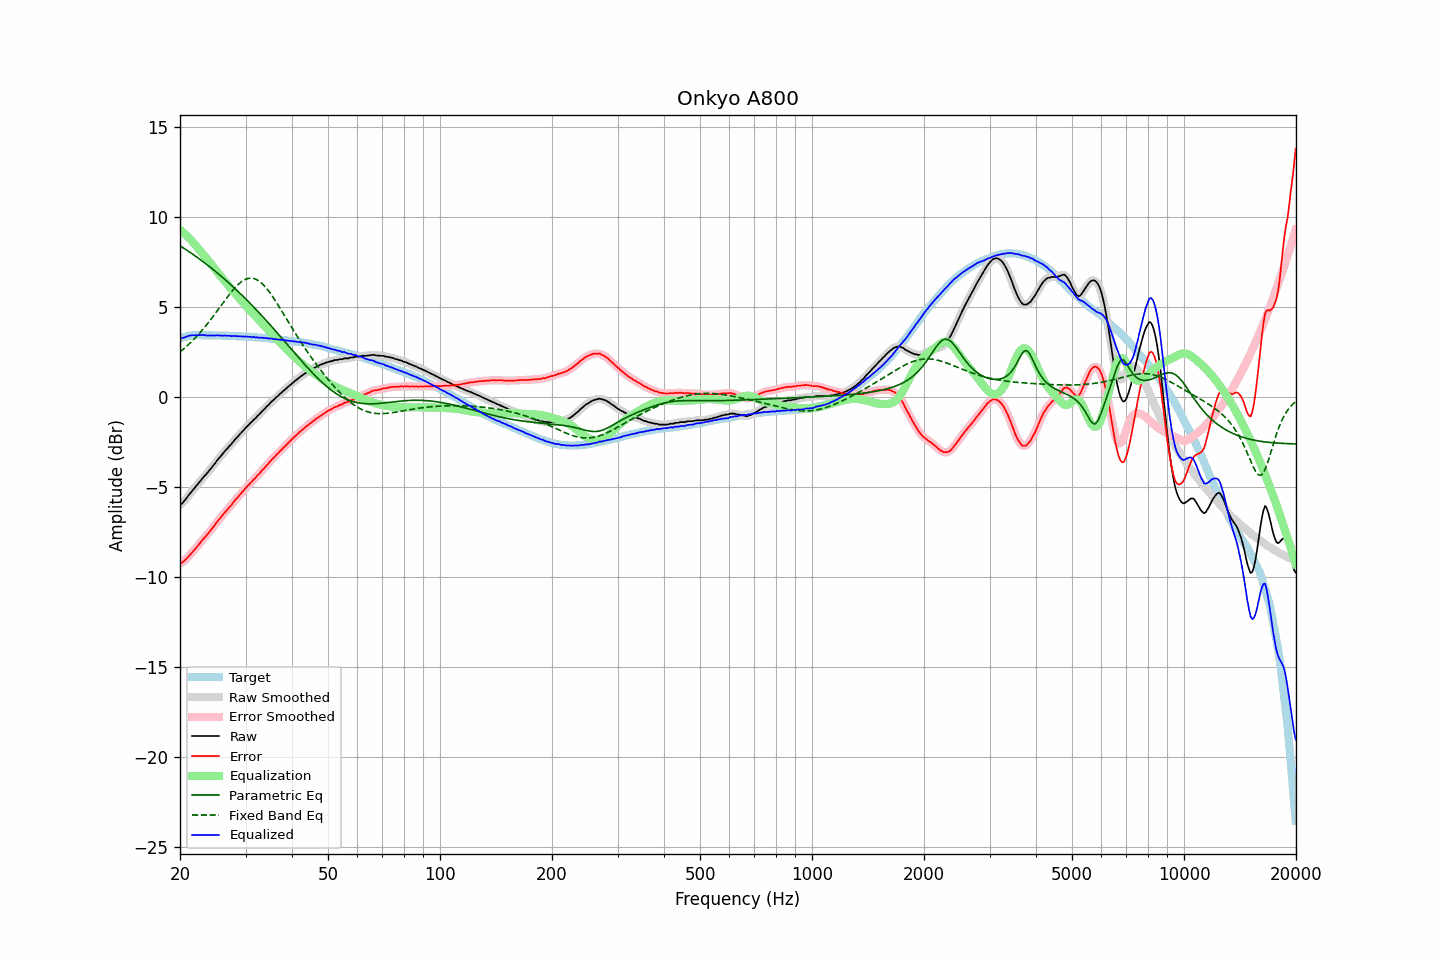 Onkyo A800
Amplitude (dBr)
15
10
5
0
−5
−10
−15
−20
−25
Target
Raw Smoothed
Error Smoothed
Raw
Error
Equalization
Parametric Eq
Fixed Band Eq
Equalized
20 50 100 200 500 1000 2000 5000 10000 20000
Frequency (Hz)